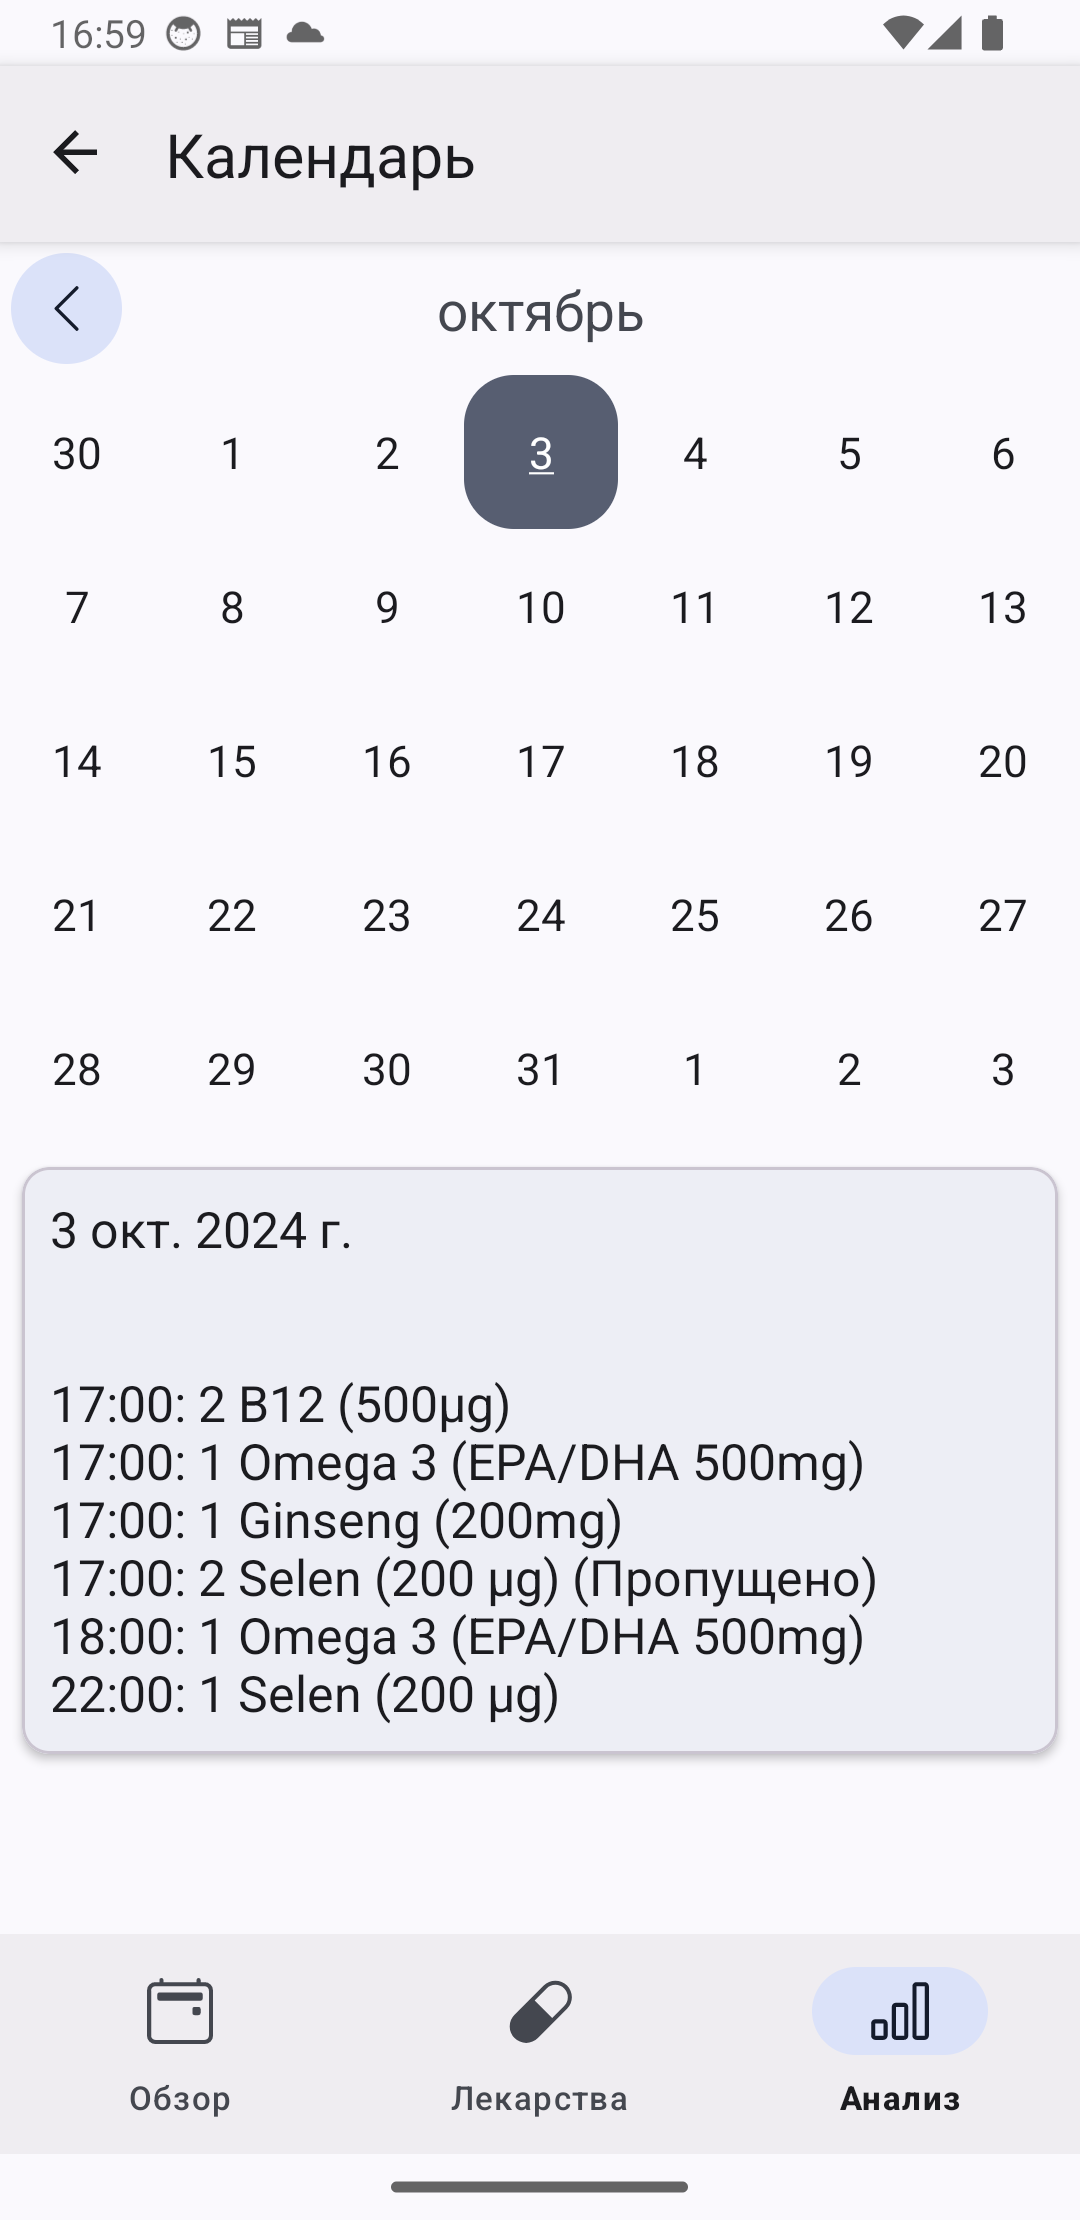 16:59
Календарь
октябрь
30 1 2 3 4 5 6
7 8 9 10 11 12 13
14 15 16 17 18 19 20
21 22 23 24 25 26 27
28 29 30 31 1 2 3
3 окт. 2024 г.
17:00: 2 B12 (500µg)
17:00: 1 Omega 3 (EPA/DHA 500mg)
17:00: 1 Ginseng (200mg)
17:00: 2 Selen (200 µg) (Пропущено)
18:00: 1 Omega 3 (EPA/DHA 500mg)
22:00: 1 Selen (200 µg)
Обзор Лекарства Анализ